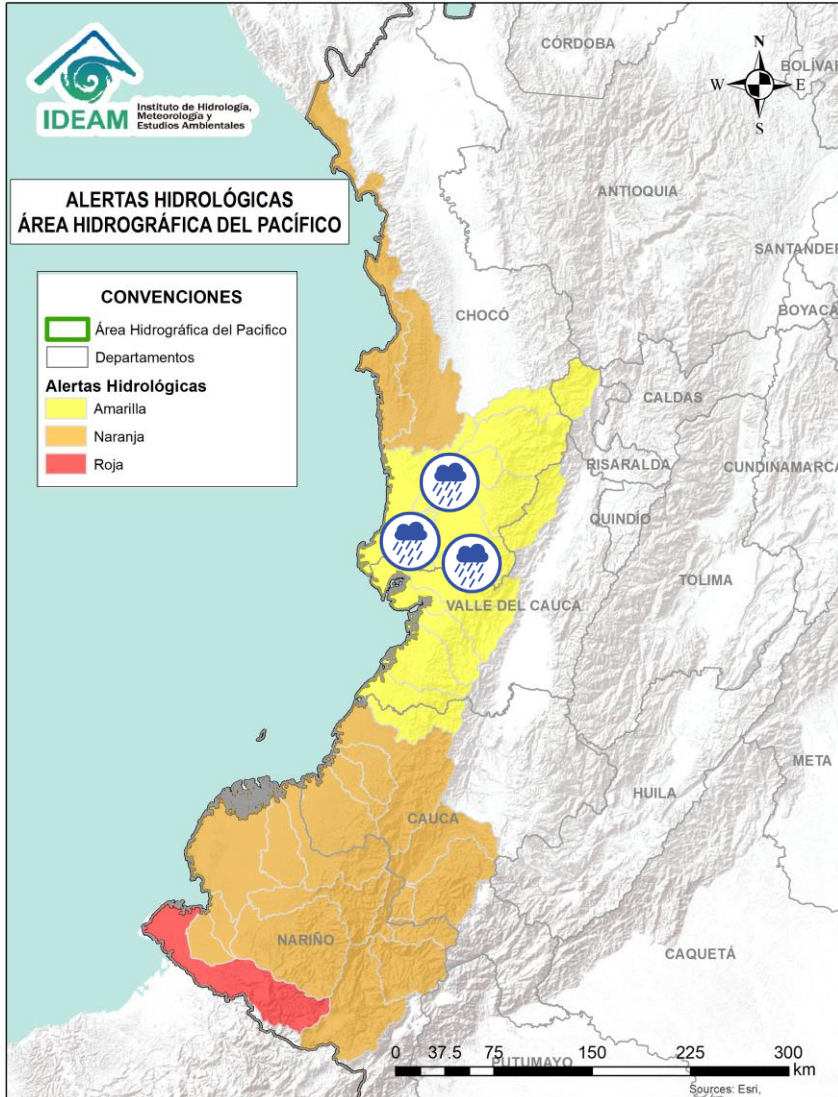 IDEAM
Instituto de Hidrología,
Meteorología y
Estudios Ambientales
ALERTAS HIDROLÓGICAS
ÁREA HIDROGRÁFICA DEL PACÍFICO
CONVENCIONES
Área Hidrográfica del Pacifico
Departamentos
Alertas Hidrológicas
Amarilla
Naranja
Roja
N
W E
S
CÓRDOBA
BOLÍVAR
ANTIOQUIA
SANTANDER
BOYACÁ
CHOCÓ
CALDAS
RISARALDA
CUNDINAMARCA
QUINDÍO
TOLIMA
VALLE DEL CAUCA
META
HUILA
CAUCA
NARIÑO
CAQUETÁ
PUTUMAYO
0 37.5 75 150 225 300
km
Sources: Esri,